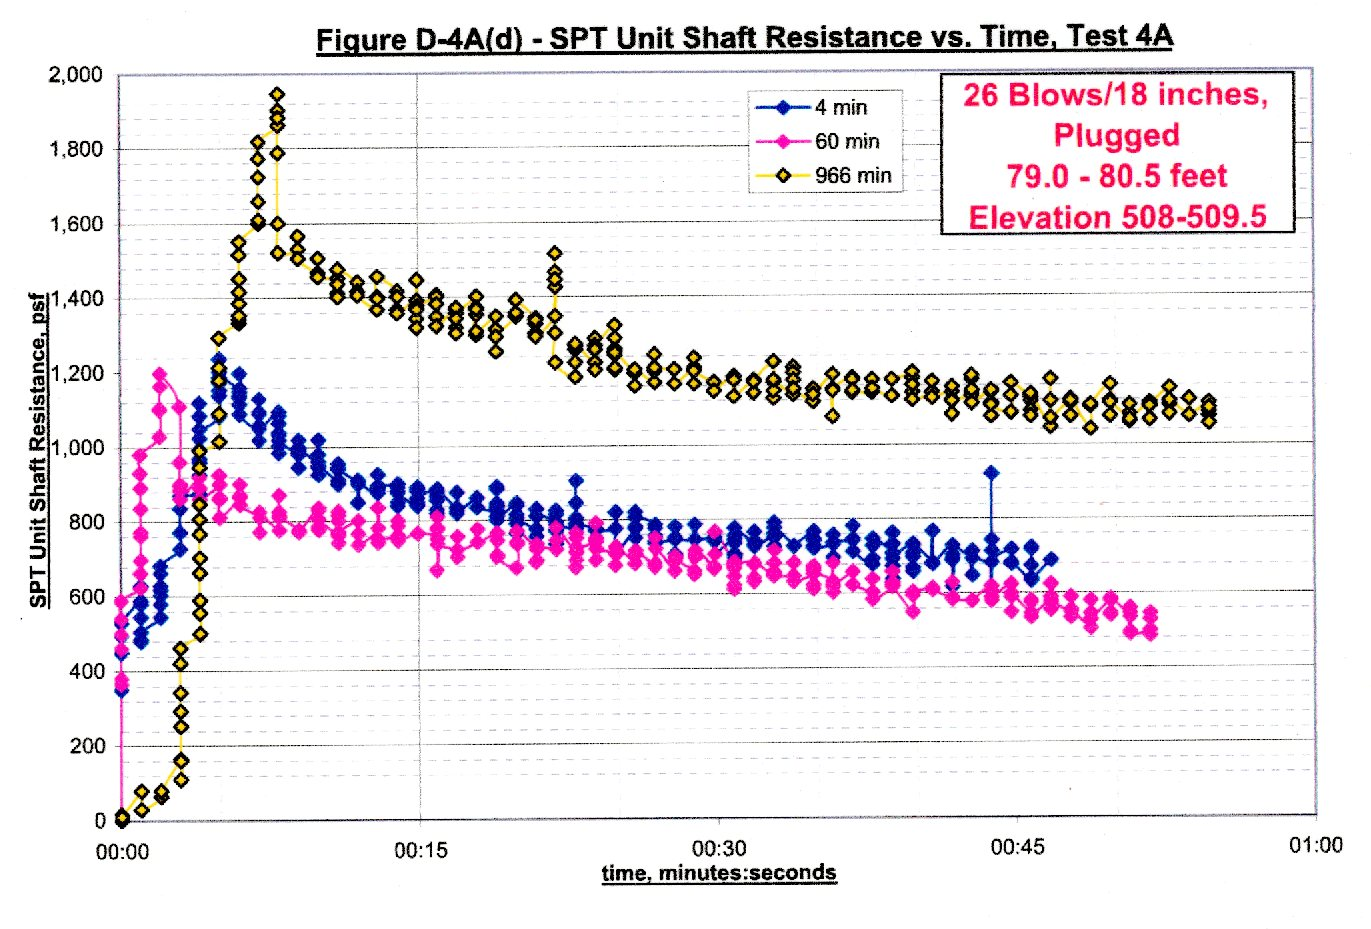 Figure D-4A(d) - SPT Unit Shaft Resistance vs. Time, Test 4A
2,000
1,800
1,600
1,400
1,200
1,000
800
600
400
200
0
SPT Unit Shaft Resistance, psf
4 min
60 min
966 min
26 Blows/18 inches,
Plugged
79.0 - 80.5 feet
Elevation 508-509.5
00:00
00:15
00:30
00:45
01:00
time, minutes:seconds